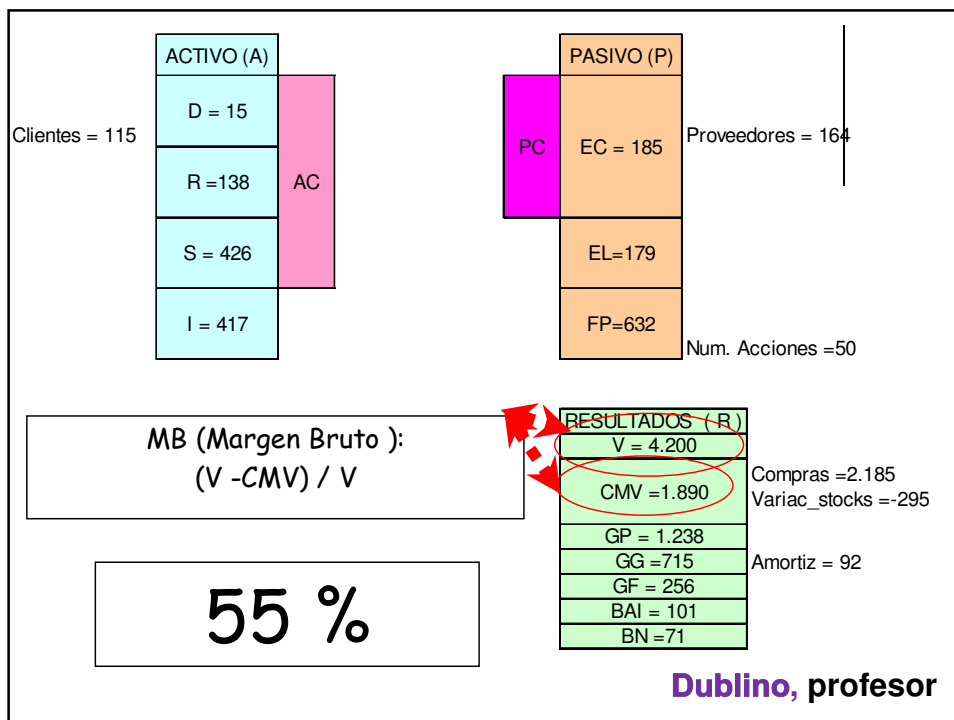 ACTIVO (A)
Clientes = 115
D = 15
R =138
AC
S = 426
I = 417
PASIVO (P)
PC
EC = 185
Proveedores = 164
EL=179
FP=632
Num. Acciones =50
MB (Margen Bruto ):
(V -CMV) / V
55 %
RESULTADOS ( R )
V = 4.200
CMV =1.890
Compras =2.185
Variac_stocks =-295
GP = 1.238
GG =715
Amortiz = 92
GF = 256
BAI = 101
BN =71
Dublino, profesor